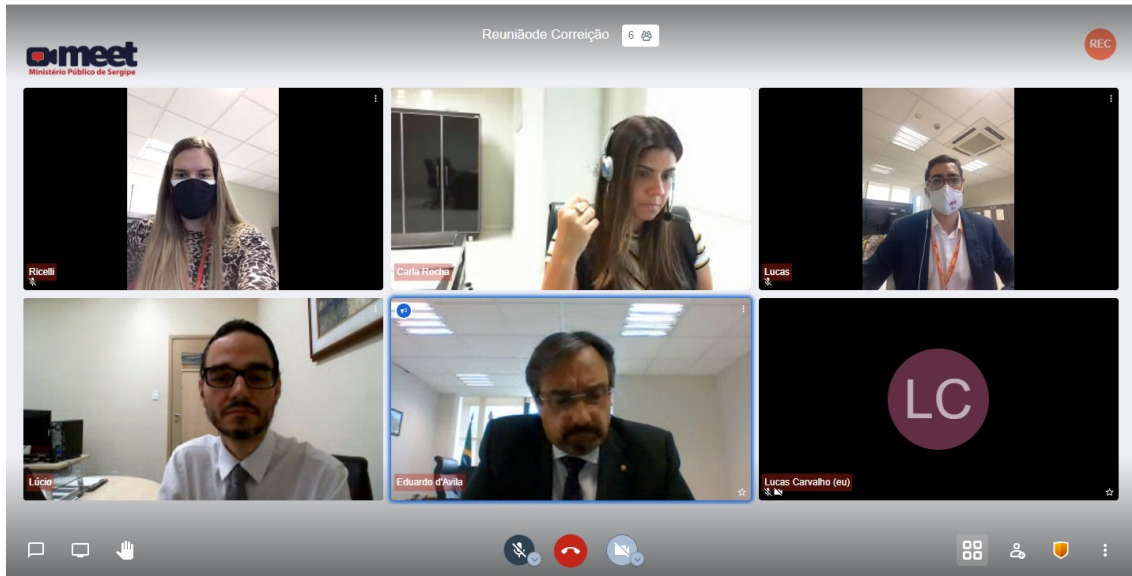 meet
Ministério Público de Sergipe
Reuniãode Correição 6
REC
Ricelli
Carla Rocha
Lucas
Lúcio
Eduardo d'Avila
LC
Lucas Carvalho (eu)